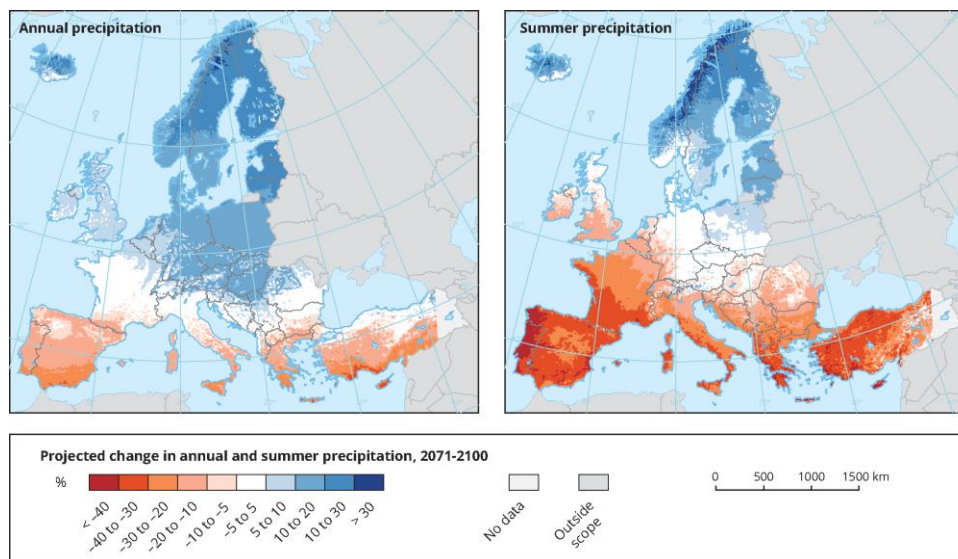 Annual precipitation
Summer precipitation
Projected change in annual and summer precipitation, 2071-2100
%
< -40
-40 to -30
-30 to -20
-20 to -10
-10 to -5
-5 to 5
5 to 10
10 to 20
10 to 30
> 30
No data
Outside
scope
0 500 1000 1500 km